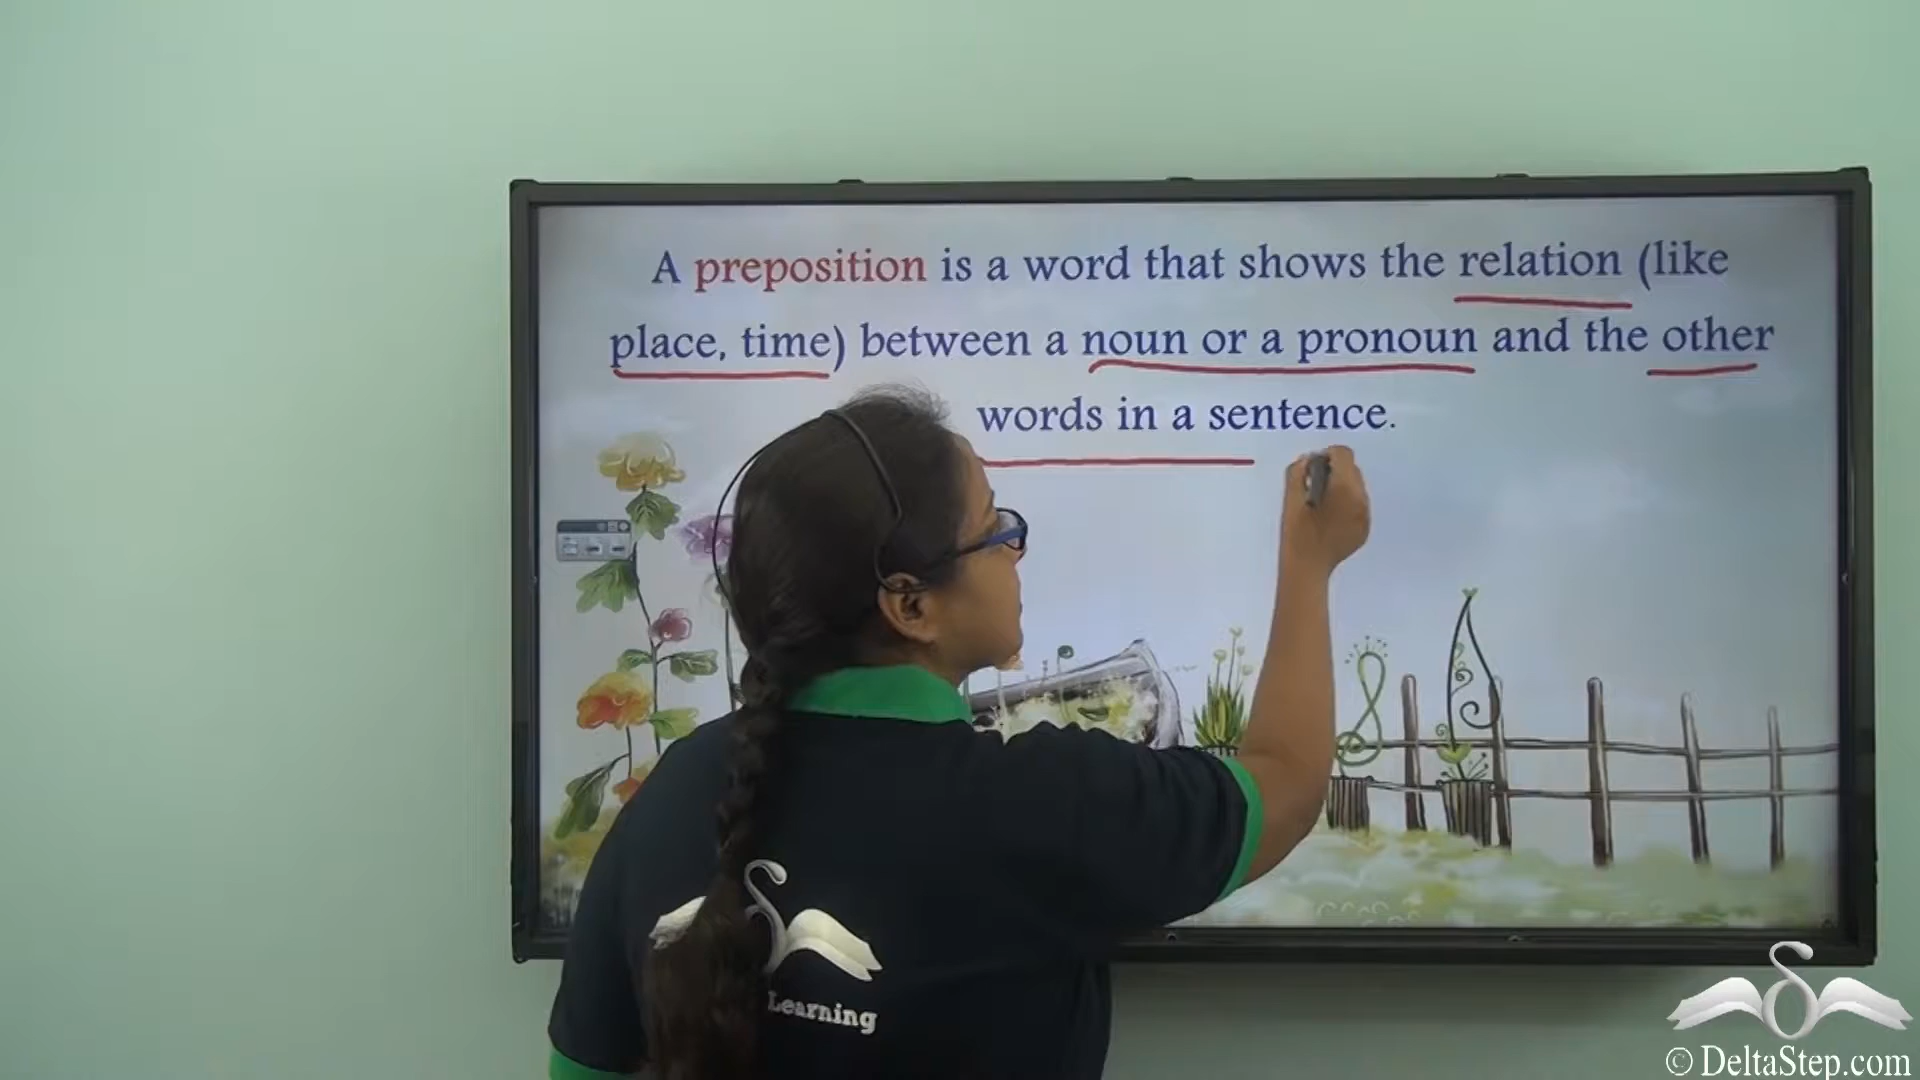 A preposition is a word that shows the relation (like
place, time) between a noun or a pronoun and the other
words in a sentence.
Learning
© DeltaStep.com